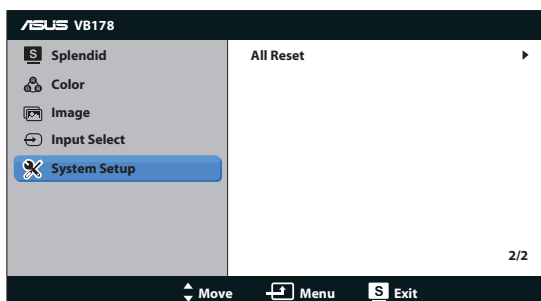 ASUS VB178
S Splendid
Color
Image
Input Select
System Setup
All Reset
2/2
Move Menu S Exit